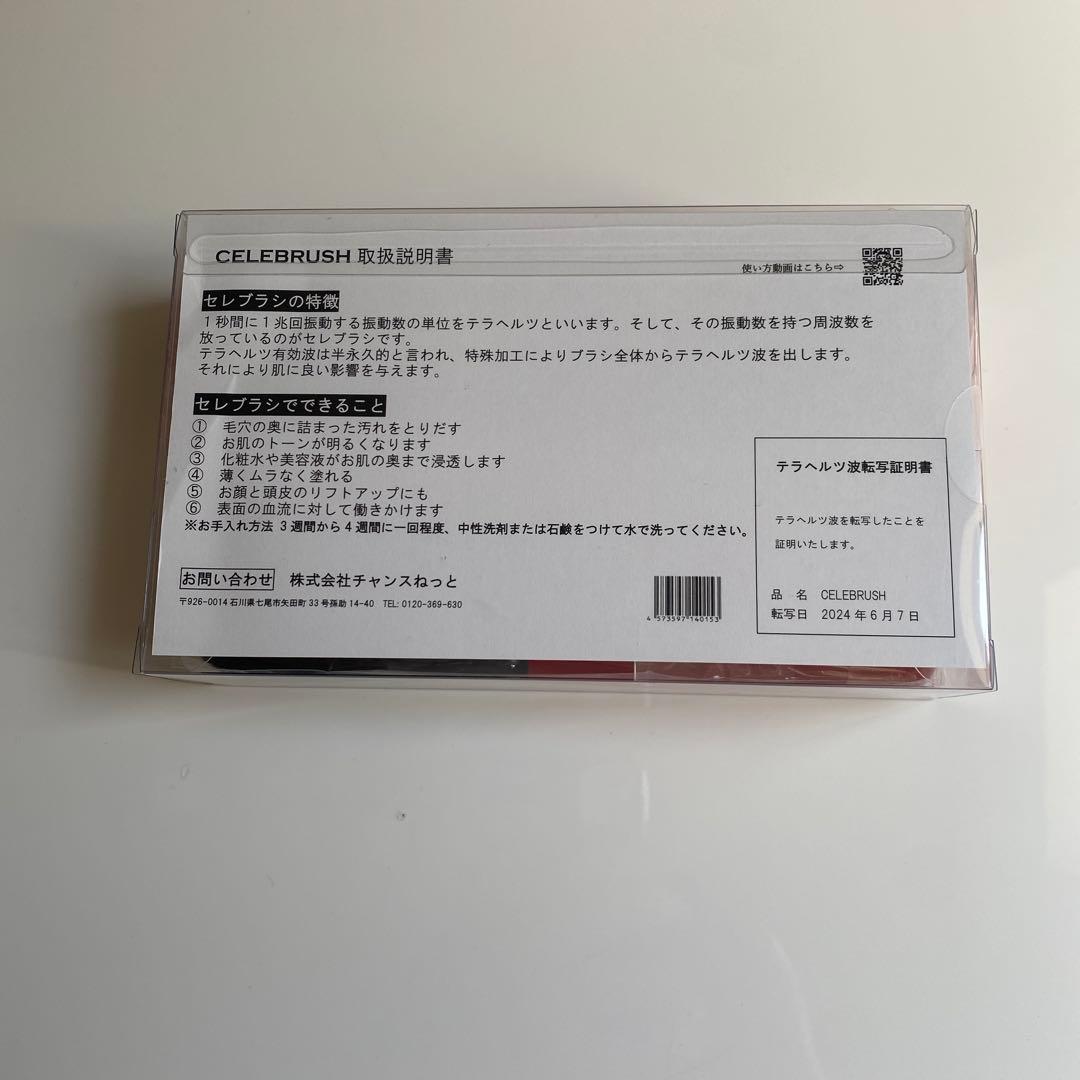 CELEBRUSH 取扱説明書
使い方動画はこちら⇨
セレブラシの特徴
1秒間に1兆回振動する振動数の単位をテラヘルツといいます。そして、その振動数を持つ周波数を
放っているのがセレブラシです。
テラヘルツ有効波は半永久的と言われ、特殊加工によりブラシ全体からテラヘルツ波を出します。
それにより肌に良い影響を与えます。
セレブラシでできること
① 毛穴の奥に詰まった汚れをとりだす
② お肌のトーンが明るくなります
③ 化粧水や美容液がお肌の奥まで浸透します
④ 薄くムラなく塗れる
⑤ お顔と頭皮のリフトアップにも
⑥ 表面の血流に対して働きかけます
※お手入れ方法 3週間から4週間に一回程度、中性洗剤または石鹸をつけて水で洗ってください。
お問い合わせ 株式会社チャンスねっと
〒926-0014 石川県七尾市矢田町33号孫助14-40 TEL: 0120-369-630
4 573597 140153
テラヘルツ波転写証明書
テラヘルツ波を転写したことを
証明いたします。
品 名 CELEBRUSH
転写日 2024年6月7日